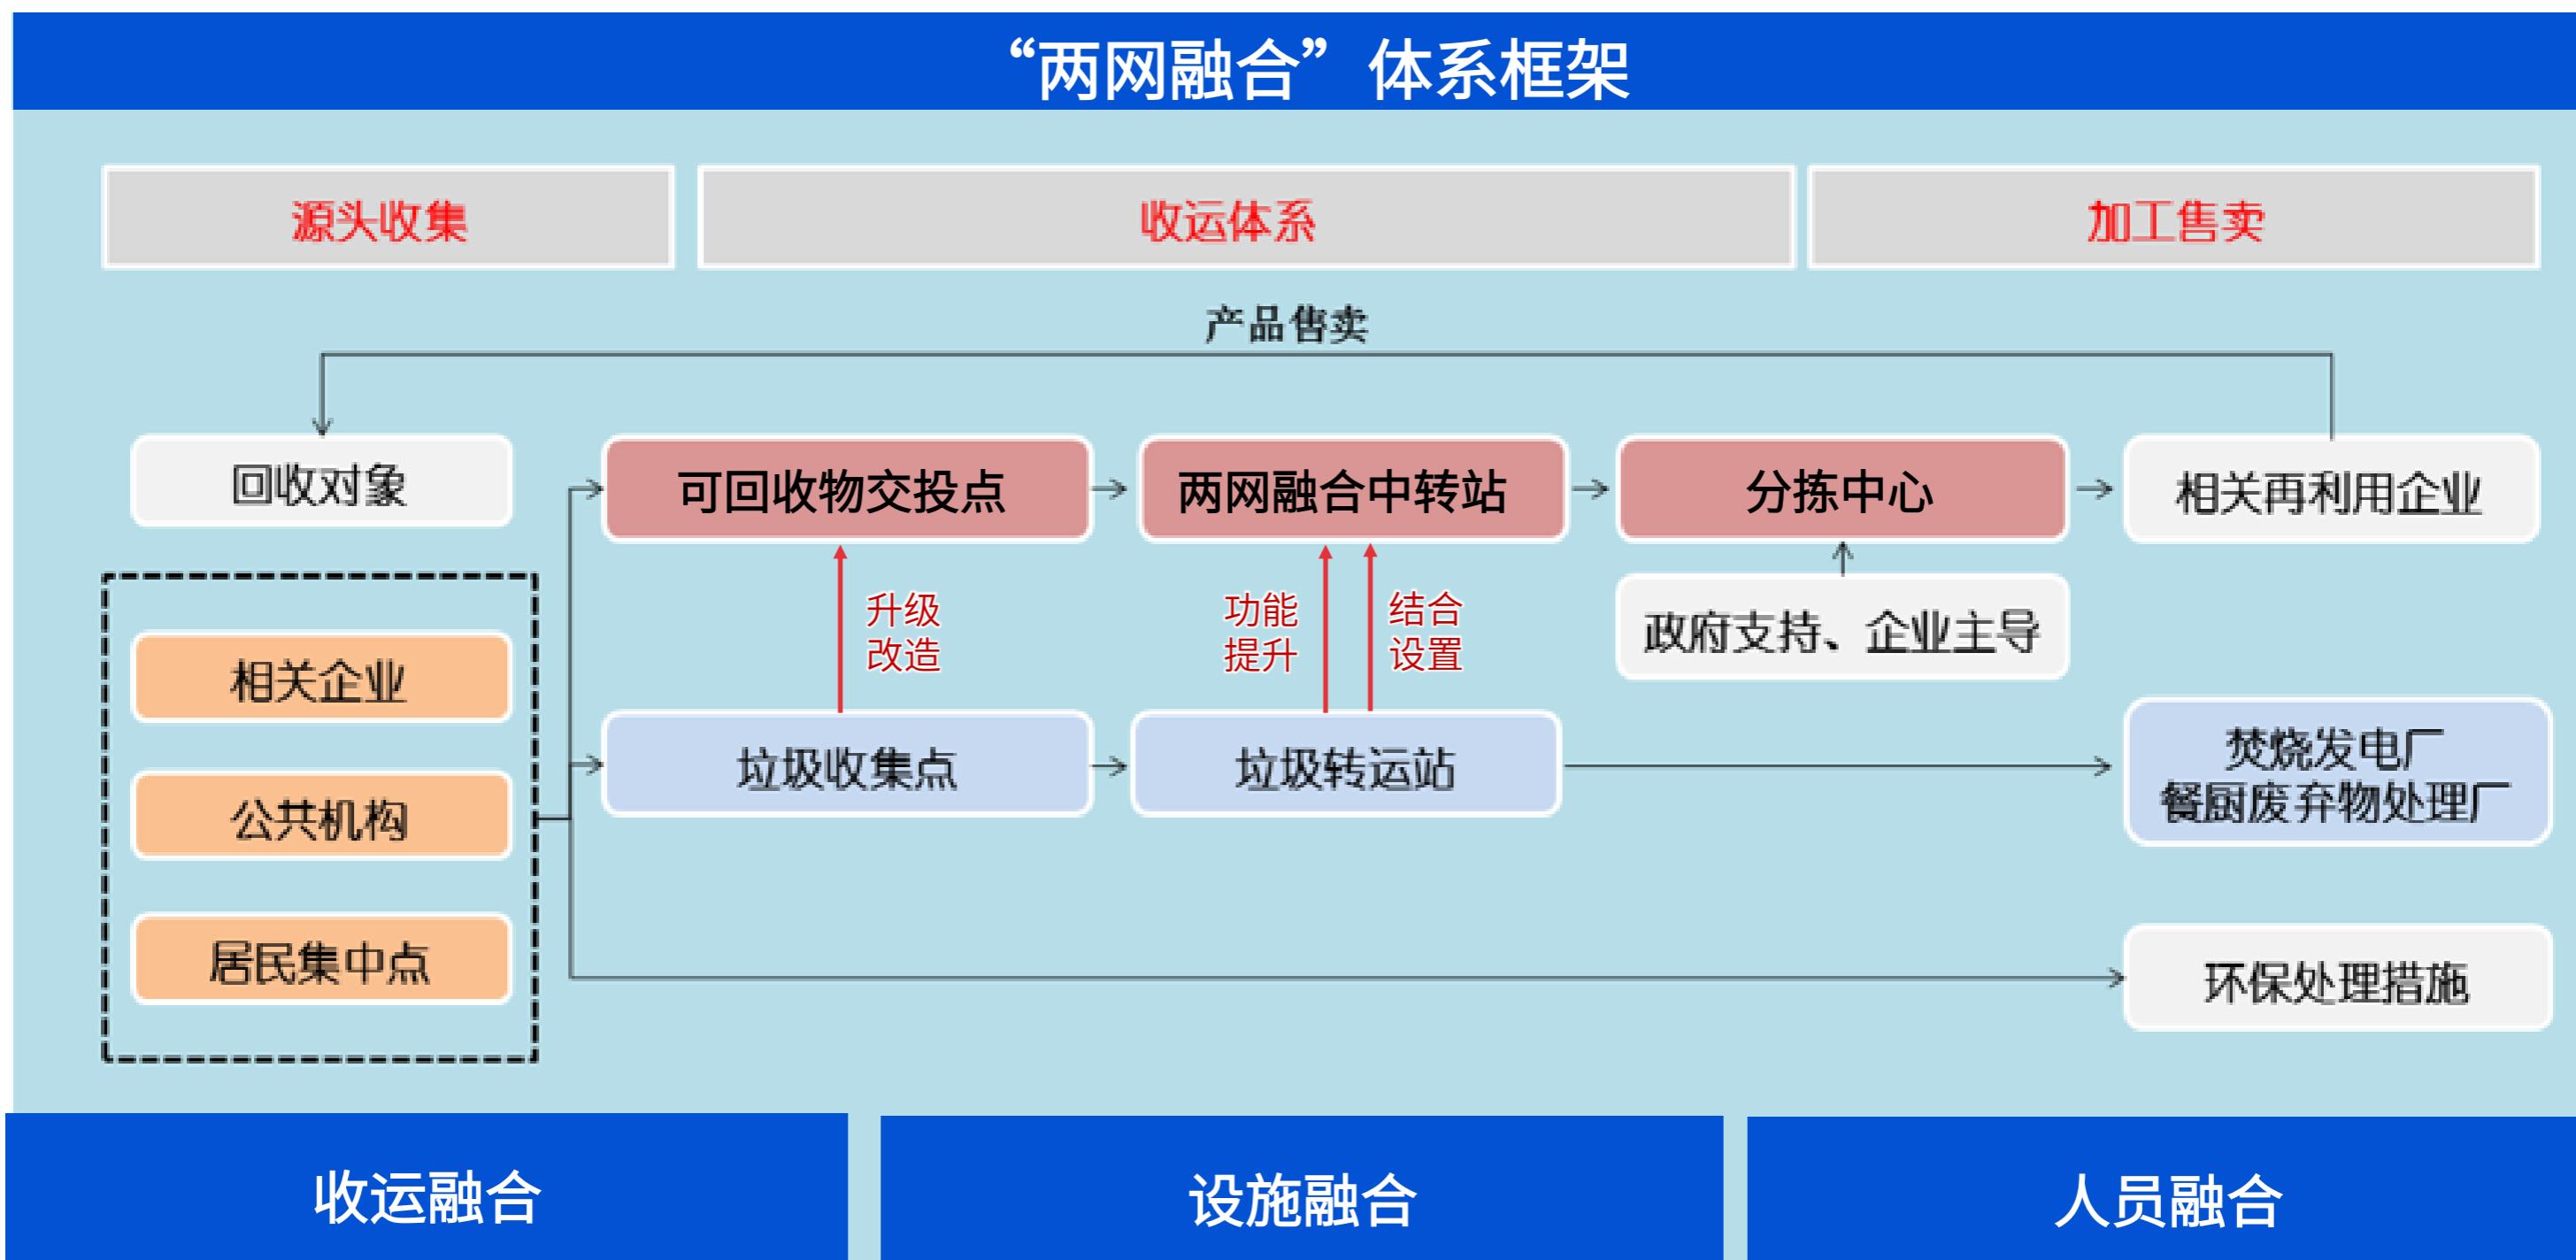 “两网融合”体系框架
源头收集
收运体系
加工售卖
产品售卖
回收对象
可回收物交投点
两网融合中转站
分拣中心
相关再利用企业
升级
改造
功能
提升
结合
设置
政府支持、企业主导
相关企业
公共机构
居民集中点
垃圾收集点
垃圾转运站
焚烧发电厂
餐厨废弃物处理厂
环保处理措施
收运融合
设施融合
人员融合